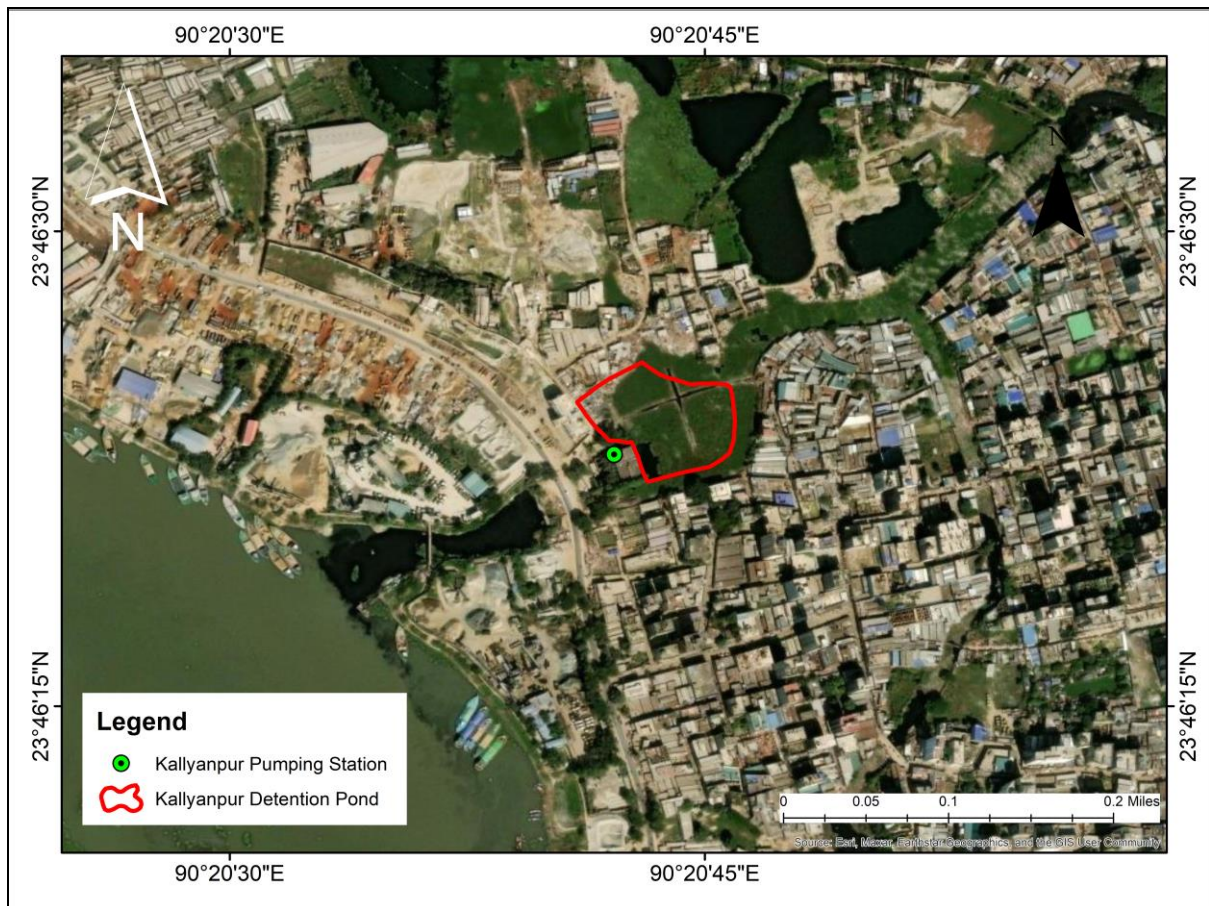 90°20'30"E 90°20'45"E
N
N
23°46'30"N 23°46'30"N
23°46'15"N 23°46'15"N
Legend
Kallyanpur Pumping Station
Kallyanpur Detention Pond
0 0.05 0.1 0.2 Miles
Source: Esri, Maxar, Earthstar Geographics, and the GIS User Community
90°20'30"E 90°20'45"E